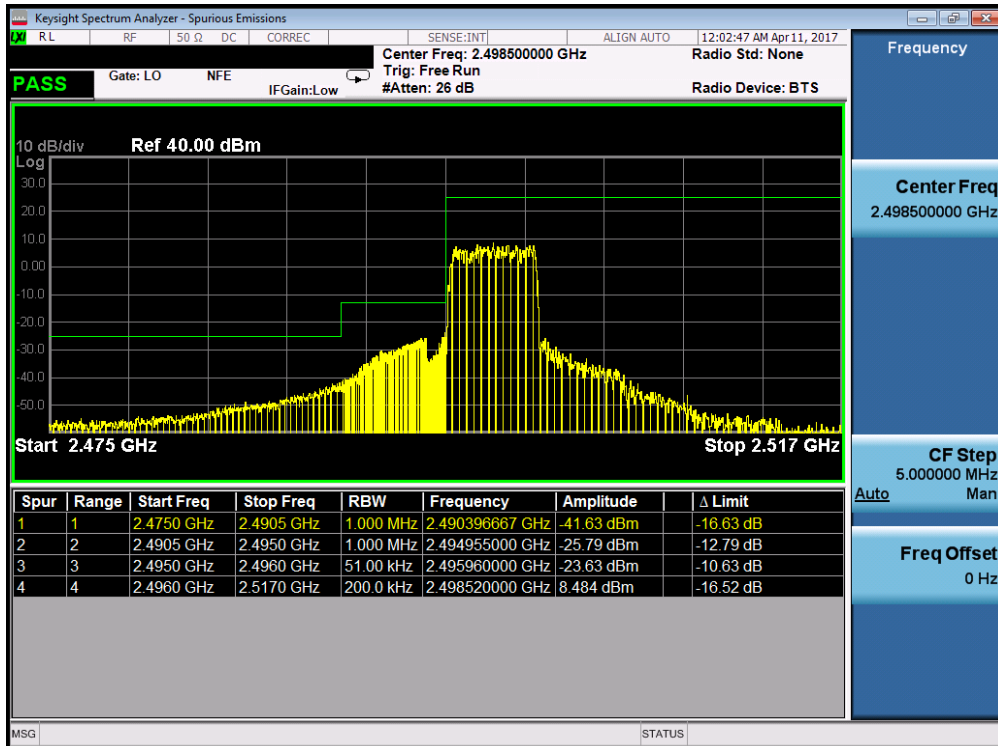 Keysight Spectrum Analyzer - Spurious Emissions
LXI RL RF 50 Ω DC CORREC SENSE:INT ALIGN AUTO 12:02:47 AM Apr 11, 2017
Center Freq: 2.498500000 GHz Radio Std: None
PASS Gate: LO NFE Trig: Free Run
IFGain:Low #Atten: 26 dB Radio Device: BTS
10 dB/div Ref 40.00 dBm
Log
30.0
20.0
10.0
0.00
-10.0
-20.0
-30.0
-40.0
-50.0
Start 2.475 GHz Stop 2.517 GHz
Spur Range Start Freq Stop Freq RBW Frequency Amplitude Δ Limit
1 1 2.4750 GHz 2.4905 GHz 1.000 MHz 2.490396667 GHz -41.63 dBm -16.63 dB
2 2 2.4905 GHz 2.4950 GHz 1.000 MHz 2.494955000 GHz -25.79 dBm -12.79 dB
3 3 2.4950 GHz 2.4960 GHz 51.00 kHz 2.495960000 GHz -23.63 dBm -10.63 dB
4 4 2.4960 GHz 2.5170 GHz 200.0 kHz 2.498520000 GHz 8.484 dBm -16.52 dB
MSG STATUS
Frequency
Center Freq
2.498500000 GHz
CF Step
5.000000 MHz
Auto Man
Freq Offset
0 Hz